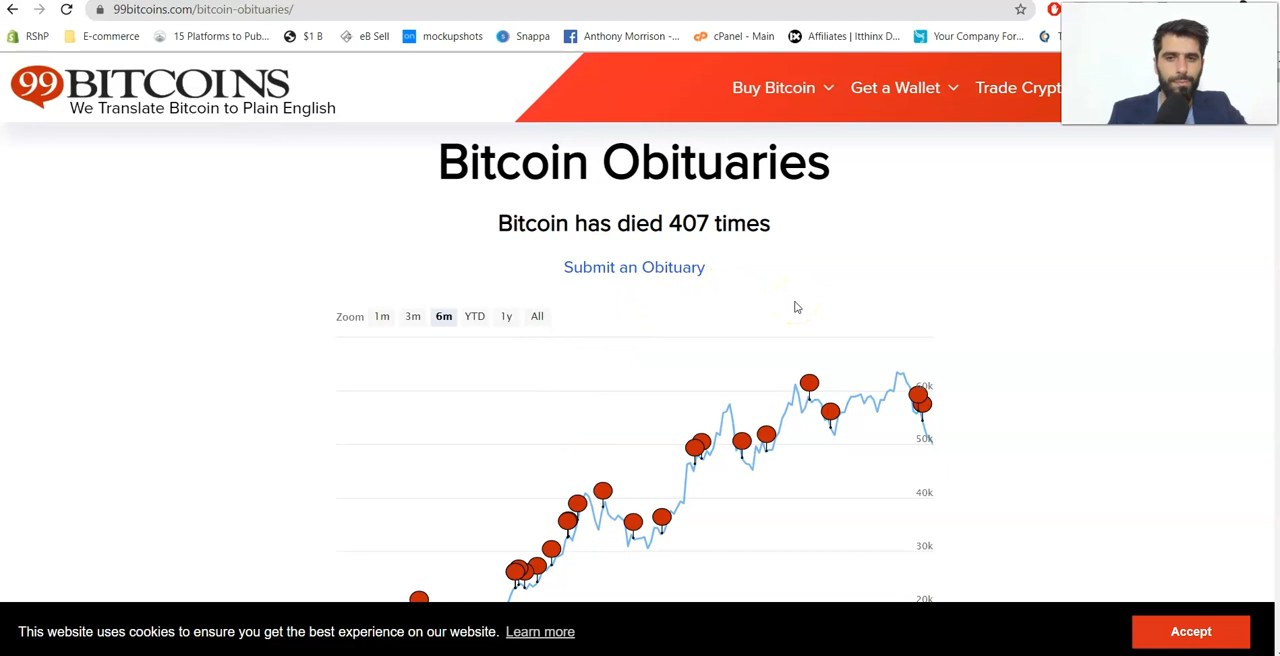 99bitcoins.com/bitcoin-obituaries/
RShP E-commerce 15 Platforms to Pub... $1 B eB Sell on mockupshots Snappa Anthony Morrison -... cP cPanel - Main Affiliates | Itthinx D... Your Company For...
99BITCOINS
We Translate Bitcoin to Plain English
Buy Bitcoin Get a Wallet Trade Crypt
Bitcoin Obituaries
Bitcoin has died 407 times
Submit an Obituary
Zoom 1m 3m 6m YTD 1y All
60k
50k
40k
30k
20k
This website uses cookies to ensure you get the best experience on our website. Learn more
Accept